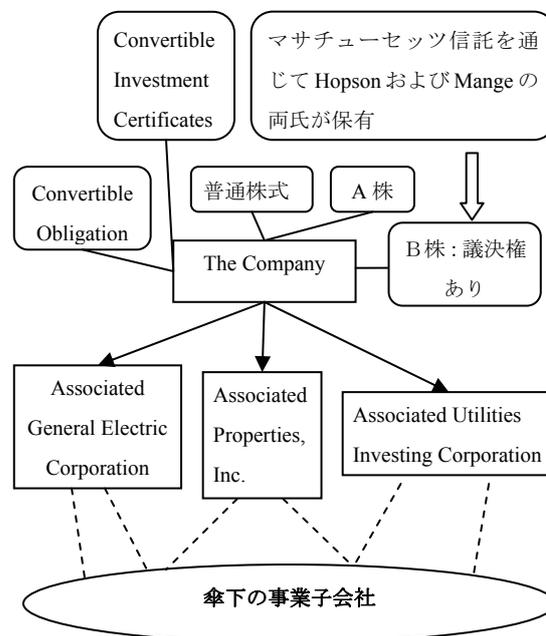 Convertible
Investment
Certificates
マサチューセッツ信託を通
じて Hopson および Mange の
両氏が保有
Convertible
Obligation
普通株式
A 株
The Company
B 株 : 議決権
あり
Associated
General Electric
Corporation
Associated
Properties,
Inc.
Associated Utilities
Investing Corporation
傘下の事業子会社